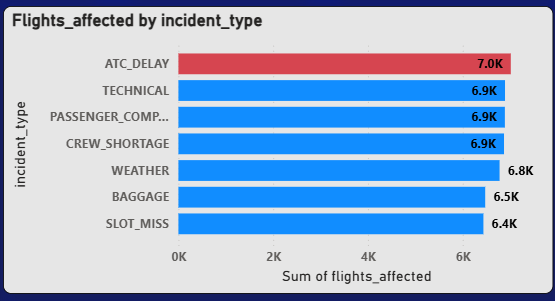 Flights_affected by incident_type
incident_type
ATC_DELAY 7.0K
TECHNICAL 6.9K
PASSENGER_COMP... 6.9K
CREW_SHORTAGE 6.9K
WEATHER 6.8K
BAGGAGE 6.5K
SLOT_MISS 6.4K
0K 2K 4K 6K
Sum of flights_affected